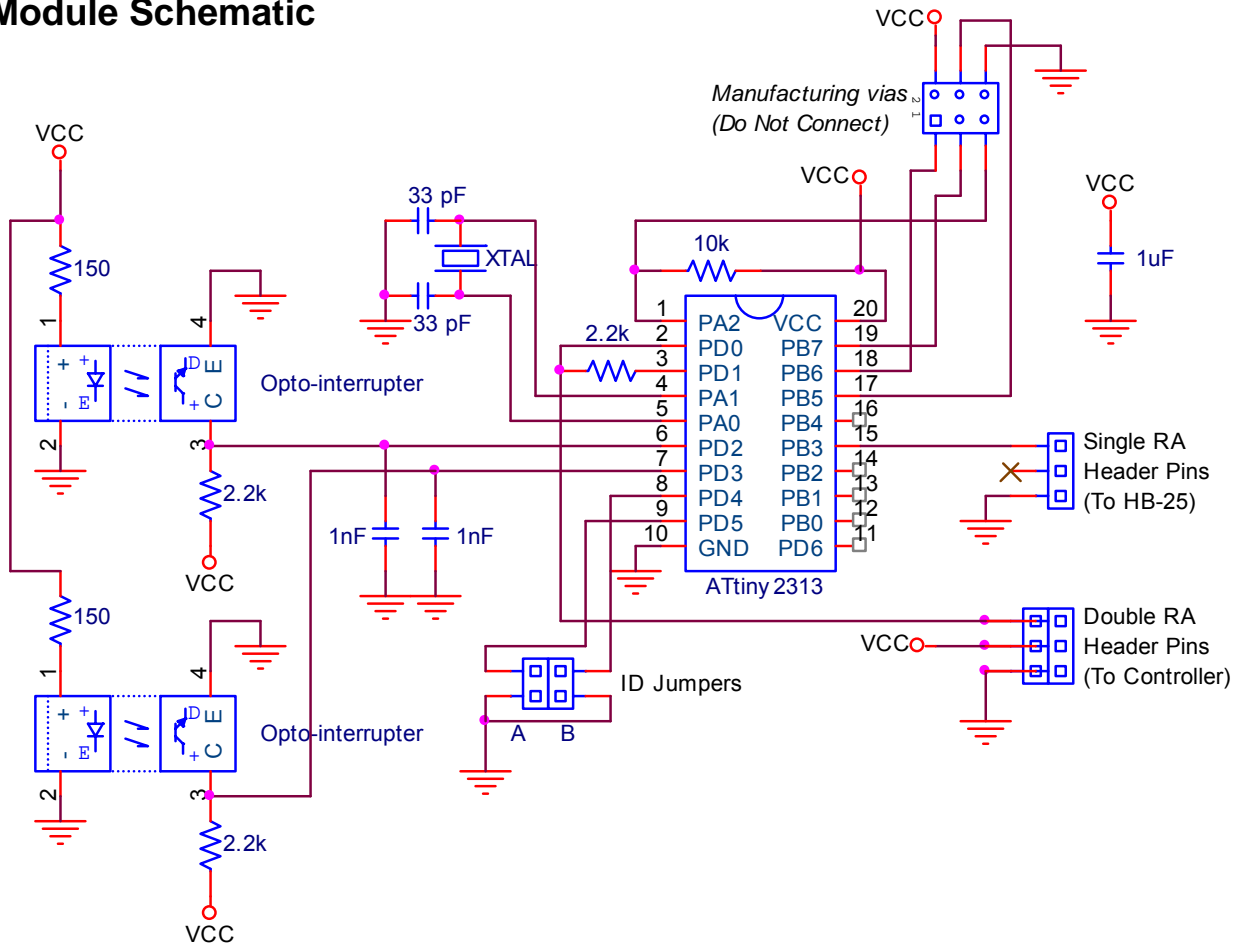 Module Schematic
VCC
Manufacturing vias
(Do Not Connect)
2
1
VCC
VCC
VCC
33 pF
XTAL
33 pF
10k
1uF
150
1
4
+
+
D
E
-
E
+
C
Opto-interrupter
2
3
2.2k
VCC
2.2k
1
PA2
VCC
20
2
PD0
PB7
19
3
PD1
PB6
18
4
PA1
PB5
17
5
PA0
PB4
16
6
PD2
PB3
15
7
PD3
PB2
14
8
PD4
PB1
13
9
PD5
PB0
12
10
GND
PD6
11
ATtiny2313
Single RA
Header Pins
(To HB-25)
1nF
1nF
150
1
4
+
+
D
E
-
E
+
C
Opto-interrupter
2
3
2.2k
VCC
ID Jumpers
A
B
VCC
Double RA
Header Pins
(To Controller)